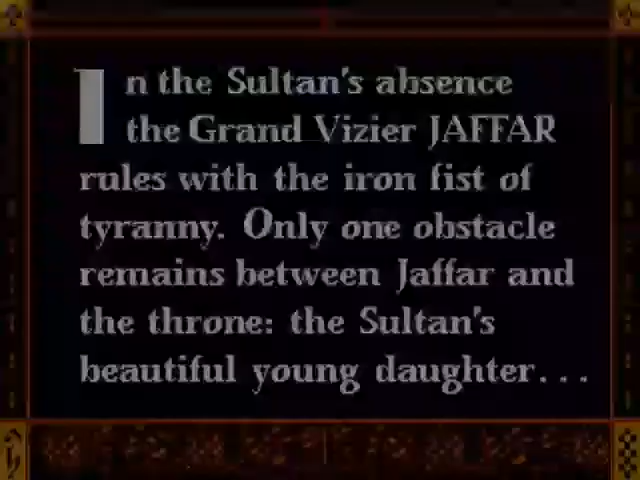 In the Sultan's absence
the Grand Vizier JAFFAR
rules with the iron fist of
tyranny. Only one obstacle
remains between Jaffar and
the throne: the Sultan's
beautiful young daughter...